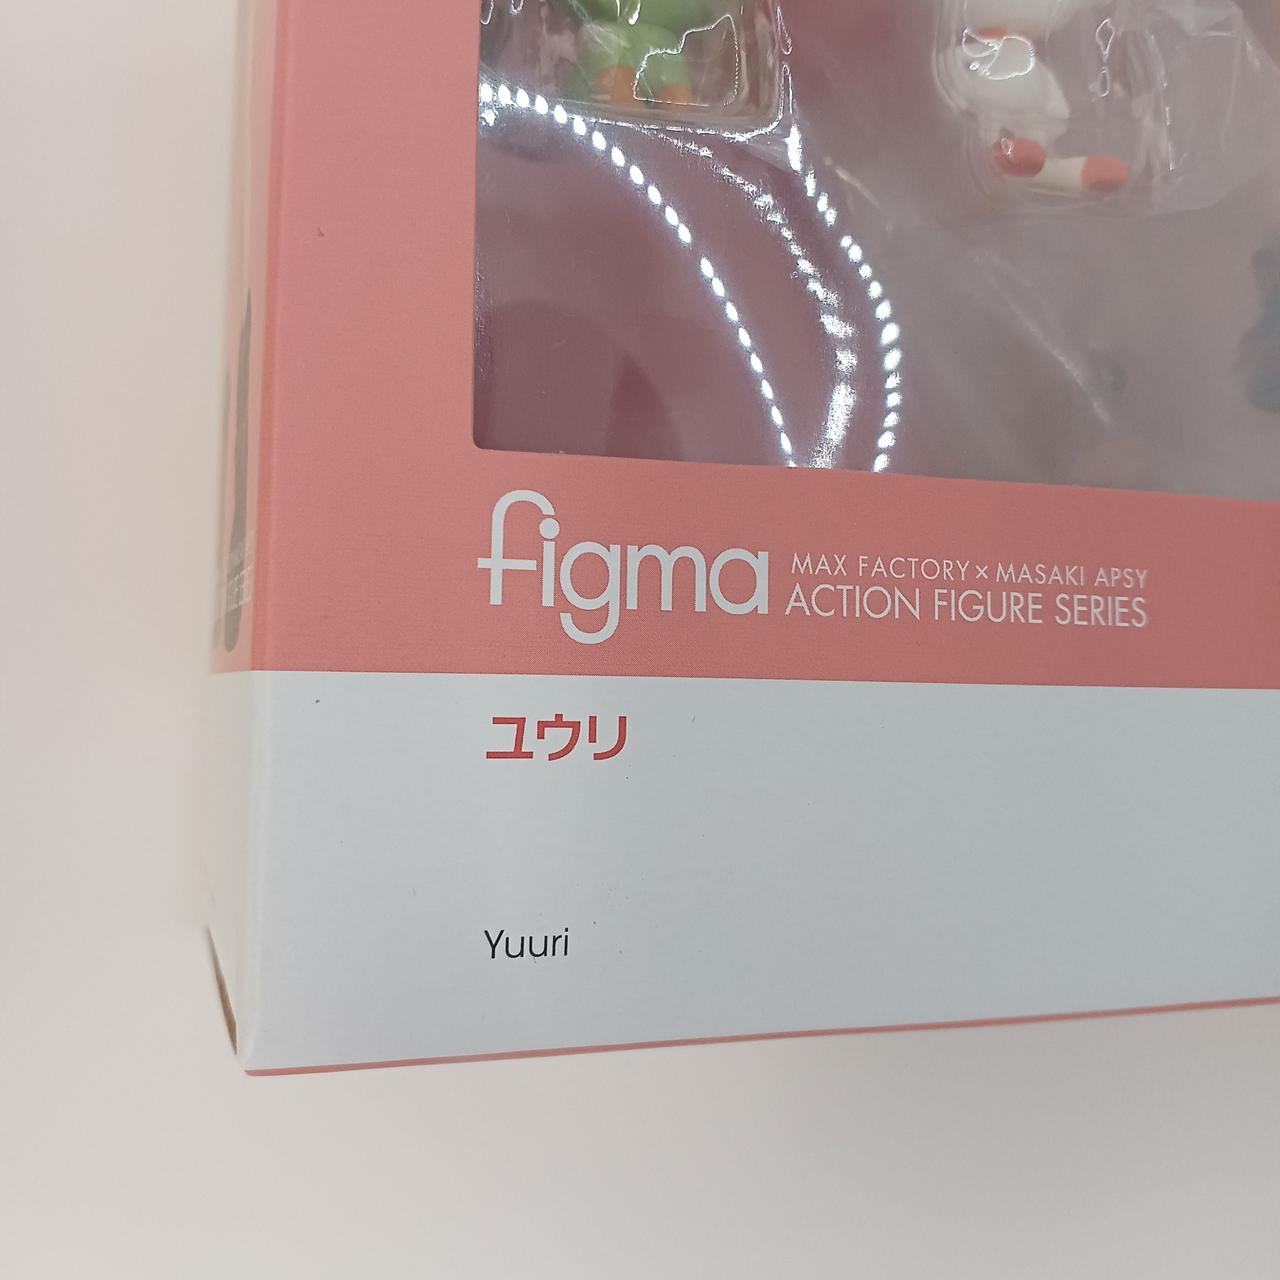 figma
MAX FACTORY × MASAKI APSY
ACTION FIGURE SERIES
ユウリ
Yuuri